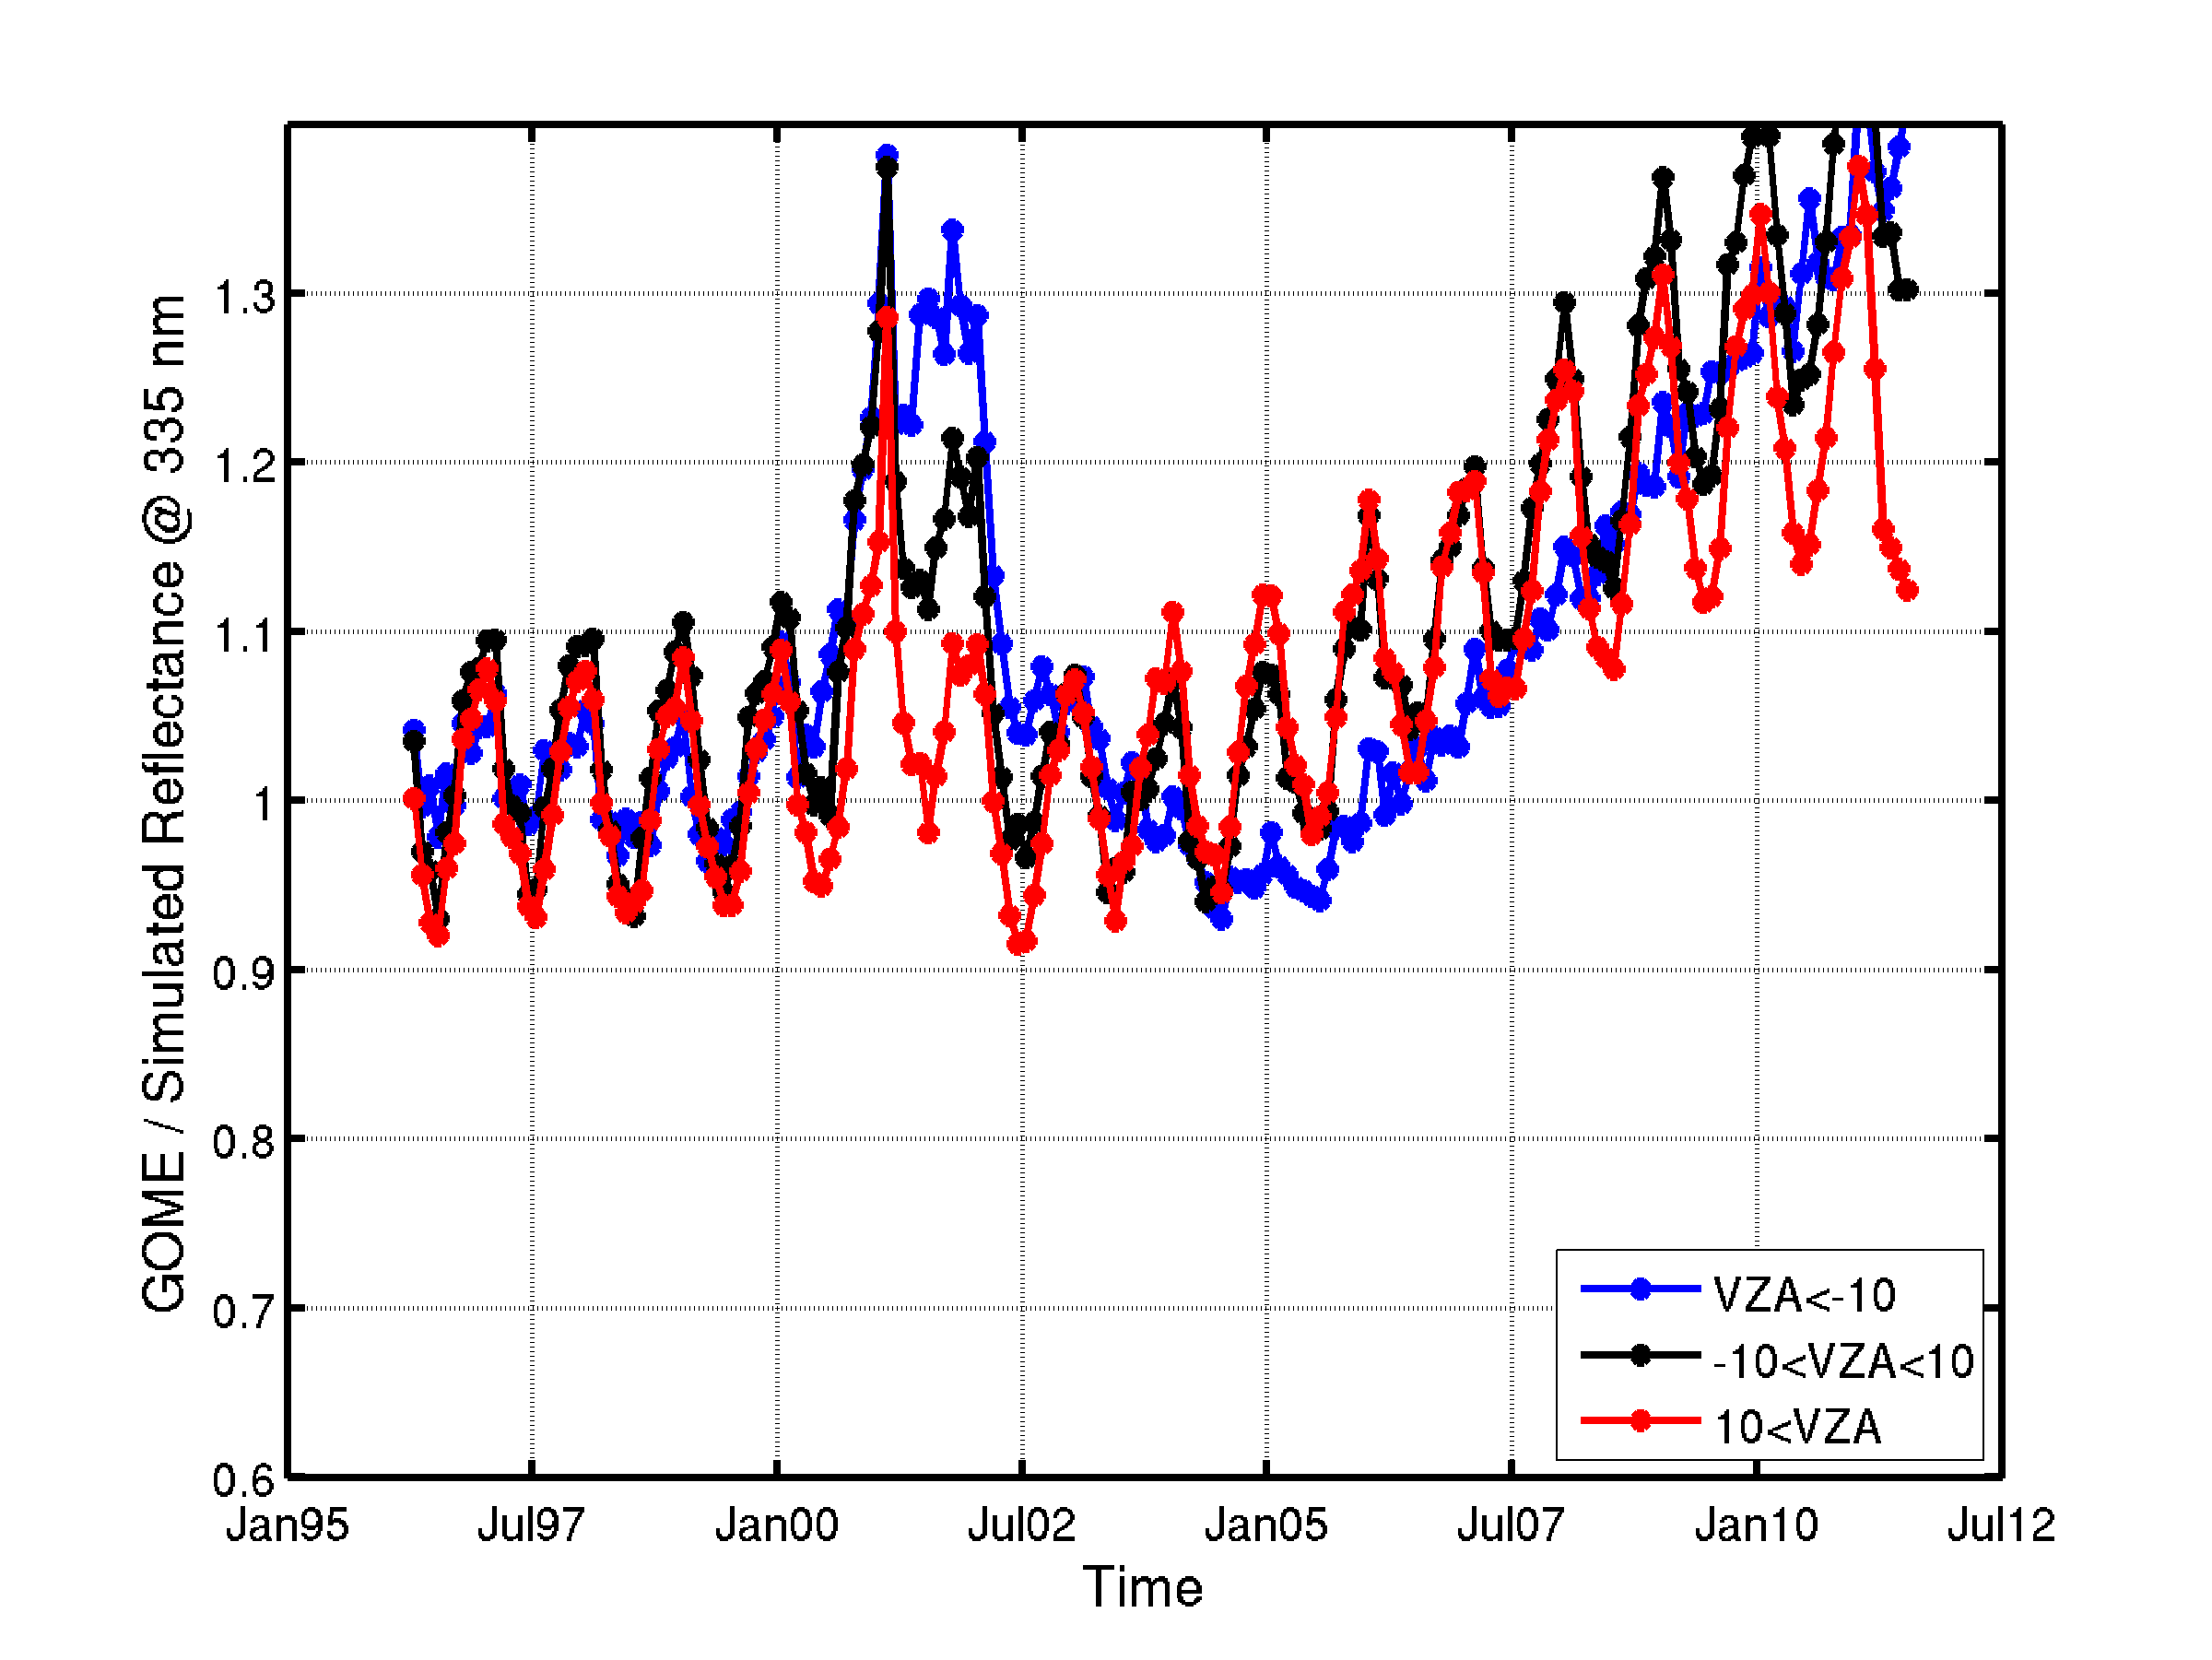 GOME / Simulated Reflectance @ 335 nm
1.3
1.2
1.1
1
0.9
0.8
0.7
0.6
VZA<-10
-10<VZA<10
10<VZA
Jan95 Jul97 Jan00 Jul02 Jan05 Jul07 Jan10 Jul12
Time